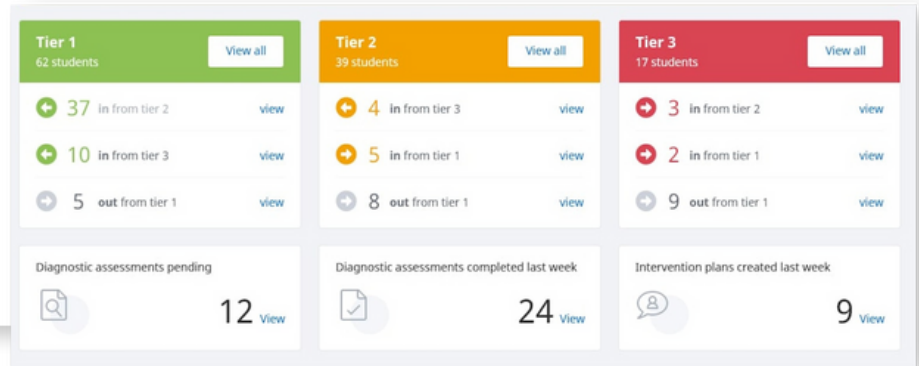 Tier 1
62 students
View all
37 in from tier 2 view
10 in from tier 3 view
5 out from tier 1 view
Tier 2
39 students
View all
4 in from tier 3 view
5 in from tier 1 view
8 out from tier 1 view
Tier 3
17 students
View all
3 in from tier 2 view
2 in from tier 1 view
9 out from tier 1 view
Diagnostic assessments pending
12 View
Diagnostic assessments completed last week
24 View
Intervention plans created last week
9 View